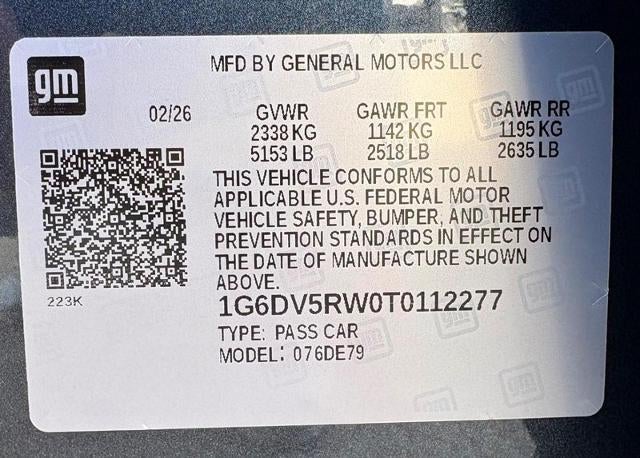 gm
MFD BY GENERAL MOTORS LLC
02/26 GVWR GAWR FRT GAWR RR
2338 KG 1142 KG 1195 KG
5153 LB 2518 LB 2635 LB
THIS VEHICLE CONFORMS TO ALL
APPLICABLE U.S. FEDERAL MOTOR
VEHICLE SAFETY, BUMPER, AND THEFT
PREVENTION STANDARDS IN EFFECT ON
THE DATE OF MANUFACTURE SHOWN
ABOVE.
223K
1G6DV5RW0T0112277
TYPE: PASS CAR
MODEL: 076DE79